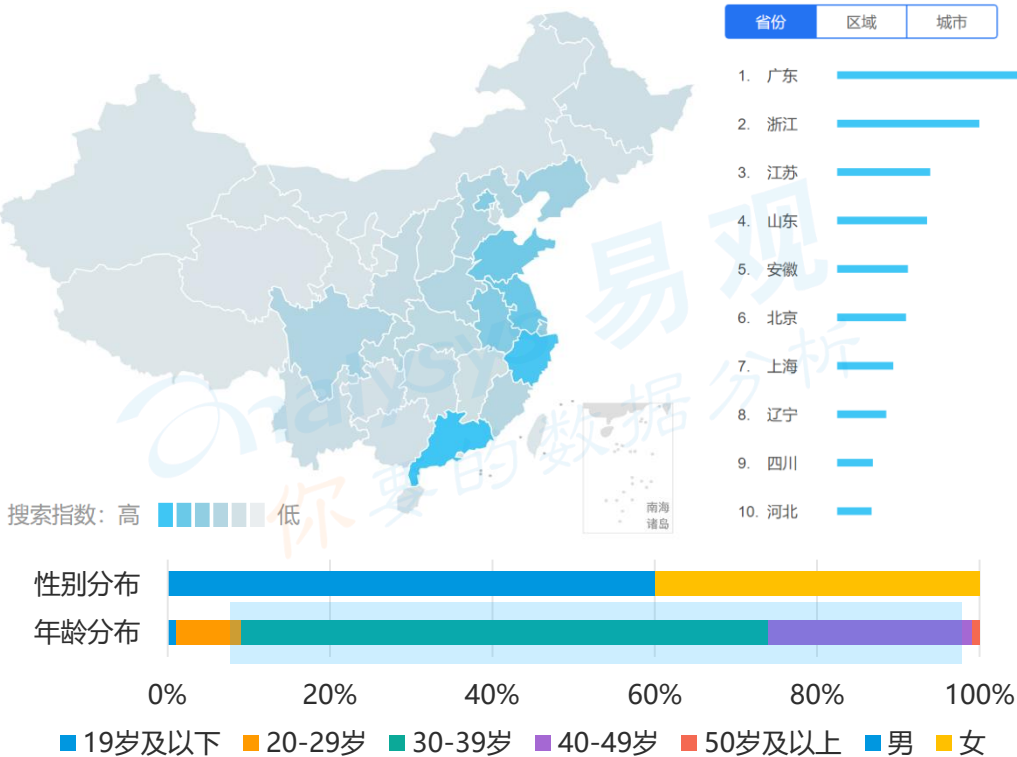 省份 区域 城市
1. 广东
2. 浙江
3. 江苏
4. 山东
5. 安徽
6. 北京
7. 上海
8. 辽宁
9. 四川
10. 河北
易观
nalysys
你要的数据分析
南海
诸岛
搜索指数：高 低
性别分布
年龄分布
0% 20% 40% 60% 80% 100%
19岁及以下 20-29岁 30-39岁 40-49岁 50岁及以上 男 女